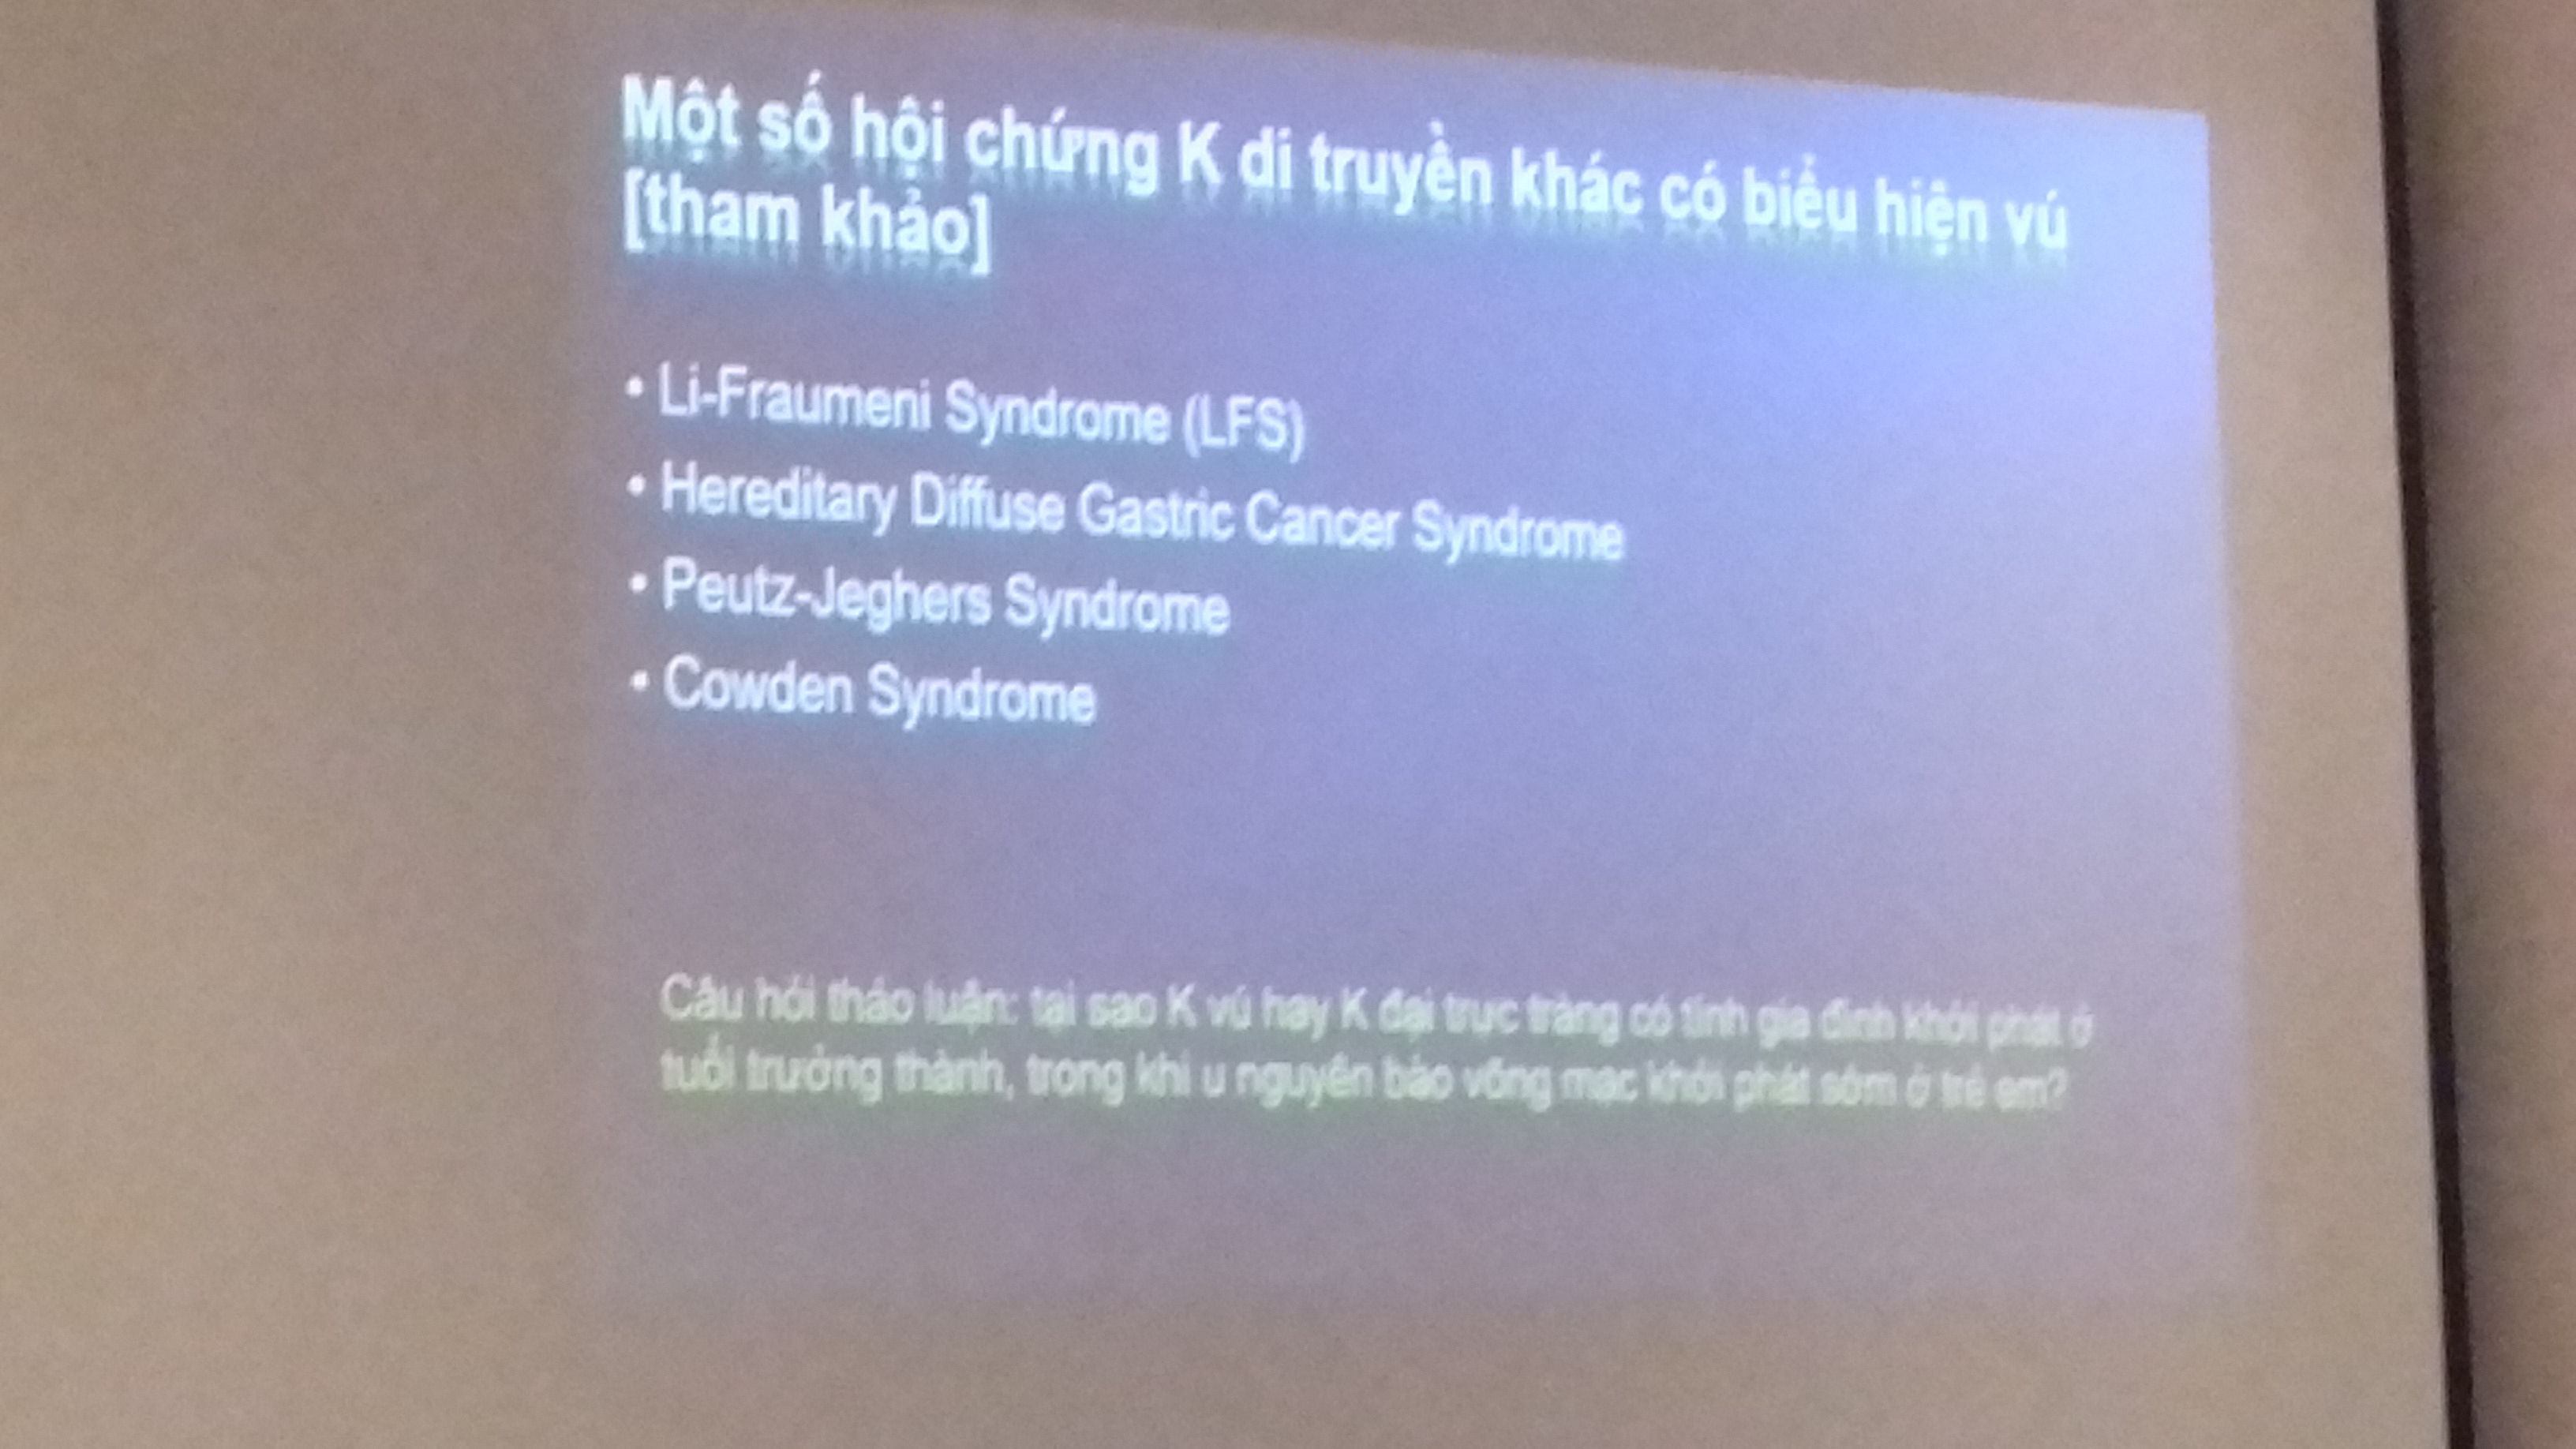 Một số hội chứng K di truyền khác có biểu hiện vú
[tham khảo]
• Li-Fraumeni Syndrome (LFS)
• Hereditary Diffuse Gastric Cancer Syndrome
• Peutz-Jeghers Syndrome
• Cowden Syndrome
Câu hỏi thảo luận: tại sao K vú hay K đại trực tràng có tính gia đình khởi phát ở
tuổi trưởng thành, trong khi u nguyên bào võng mạc khởi phát sớm ở trẻ em?